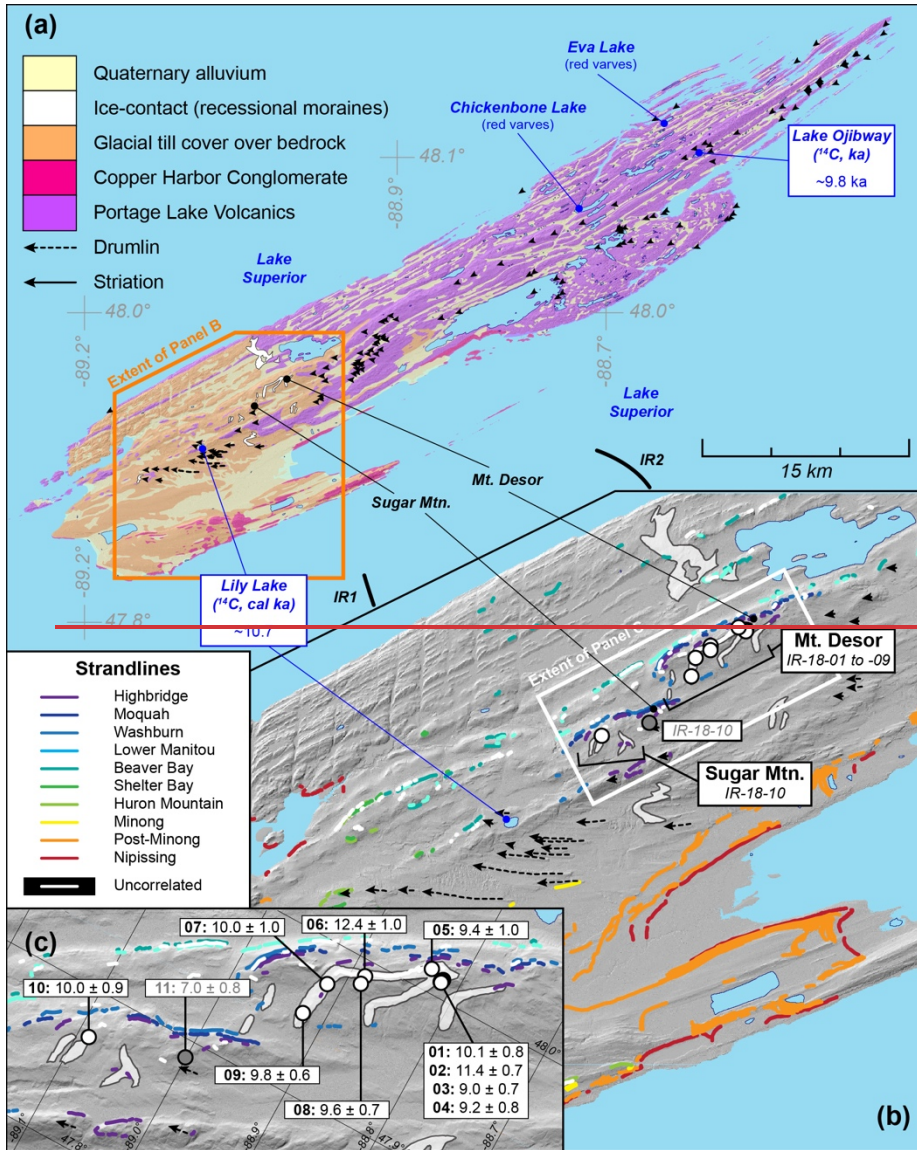 (a)
Quaternary alluvium
Ice-contact (recessional moraines)
Glacial till cover over bedrock
Copper Harbor Conglomerate
Portage Lake Volcanics
Drumlin
Striation
Eva Lake
(red varves)
Chickenbone Lake
(red varves)
Lake Ojibway
(¹⁴C, ka)
~9.8 ka
48.1°
-88.9°
Lake
Superior
48.0°
-89.2°
48.0°
-88.7°
Extent of Panel B
Lake
Superior
15 km
IR2
Mt. Desor
Sugar Mtn.
-89.2°
47.8°
IR1
Lily Lake
(¹⁴C, cal ka)
~10.7
Extent of Panel C
Mt. Desor
IR-18-01 to -09
IR-18-10
Sugar Mtn.
IR-18-10
Strandlines
Highbridge
Moquah
Washburn
Lower Manitou
Beaver Bay
Shelter Bay
Huron Mountain
Minong
Post-Minong
Nipissing
Uncorrelated
(c)
07: 10.0 ± 1.0
06: 12.4 ± 1.0
05: 9.4 ± 1.0
10: 10.0 ± 0.9
11: 7.0 ± 0.8
09: 9.8 ± 0.6
08: 9.6 ± 0.7
01: 10.1 ± 0.8
02: 11.4 ± 0.7
03: 9.0 ± 0.7
04: 9.2 ± 0.8
48.0°
-89.1°
47.8°
-89.0°
-88.9°
-88.8°
47.9°
-88.7°
(b)